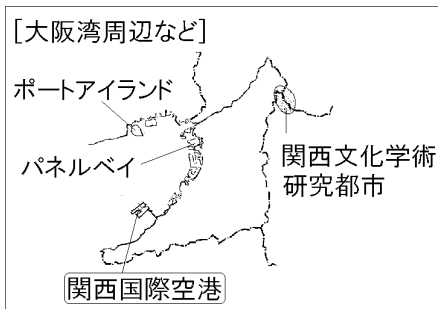 [大阪湾周辺など]
ポートアイランド
パネルベイ
関西文化学術
研究都市
関西国際空港